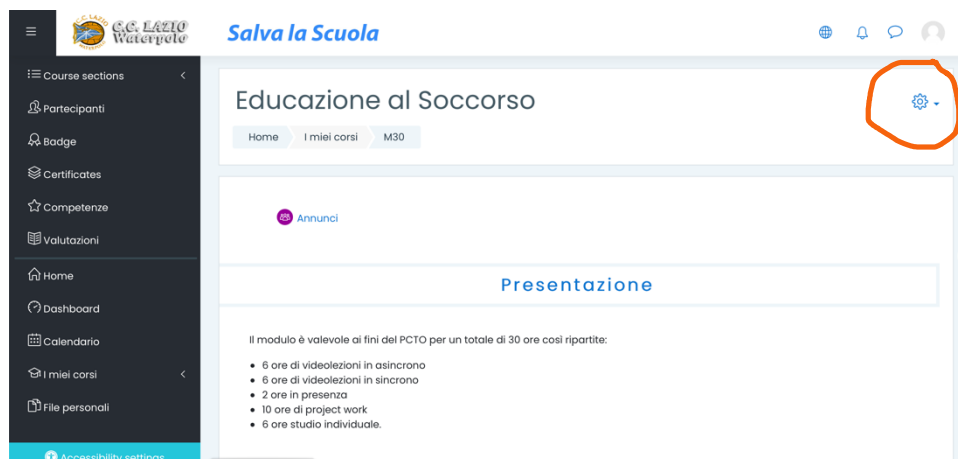 C.C. LAZIO
Waterpolo
Salva la Scuola
Course sections
Partecipanti
Badge
Certificates
Competenze
Valutazioni
Home
Dashboard
Calendario
I miei corsi
File personali
Accessibility settings
Educazione al Soccorso
Home I miei corsi M30
Annunci
Presentazione
Il modulo è valevole ai fini del PCTO per un totale di 30 ore così ripartite:
• 6 ore di videolezioni in asincrono
• 6 ore di videolezioni in sincrono
• 2 ore in presenza
• 10 ore di project work
• 6 ore studio individuale.